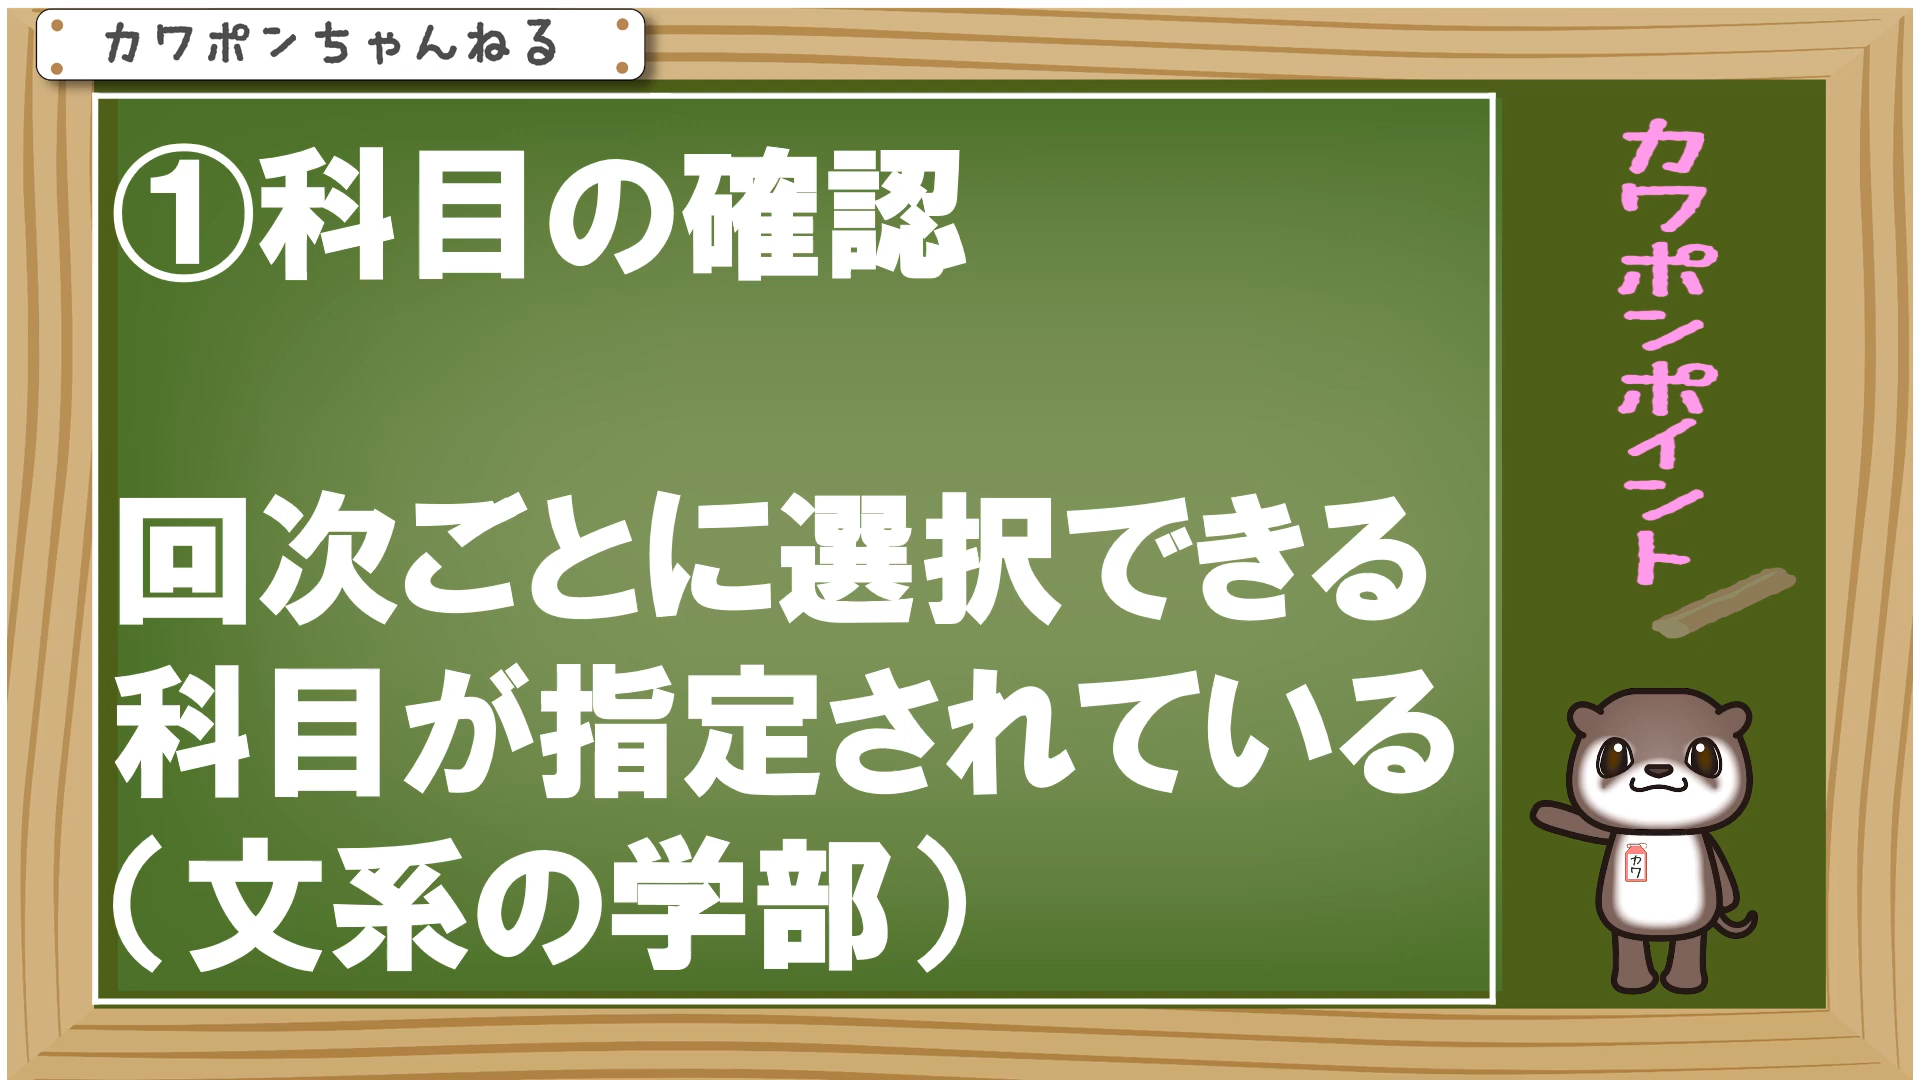 カワポンちゃんねる
①科目の確認
回次ごとに選択できる
科目が指定されている
（文系の学部）
カワポンポイント
カワ